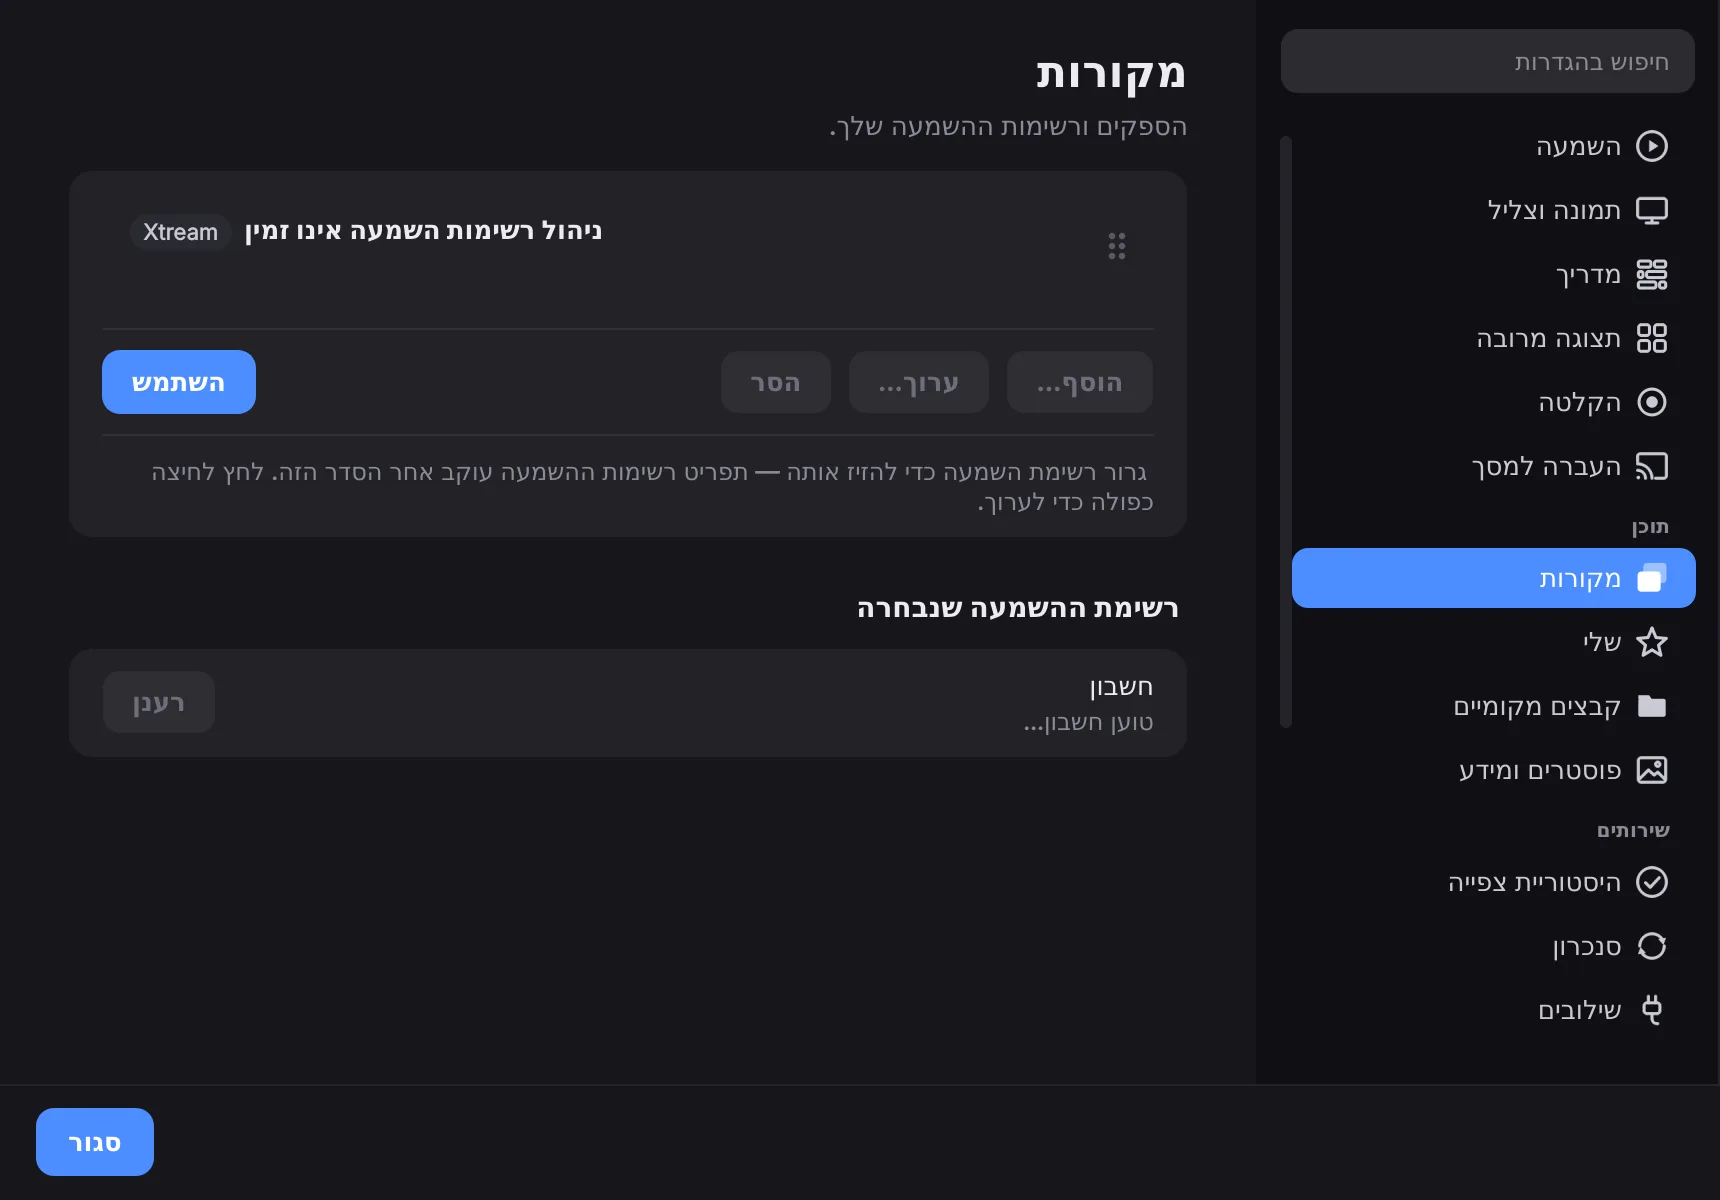 חיפוש בהגדרות
השמעה
תמונה וצליל
מדריך
תצוגה מרובה
הקלטה
העברה למסך
תוכן
מקורות
שלי
קבצים מקומיים
פוסטרים ומידע
שירותים
היסטוריית צפייה
סנכרון
שילובים
מקורות
הספקים ורשימות ההשמעה שלך.
ניהול רשימות השמעה אינו זמין Xtream
הוסף... ערוך... הסר השתמש
גרור רשימת השמעה כדי להזיז אותה — תפריט רשימות ההשמעה עוקב אחר הסדר הזה. לחץ לחיצה
כפולה כדי לערוך.
רשימת ההשמעה שנבחרה
חשבון
טוען חשבון...
רענן
סגור